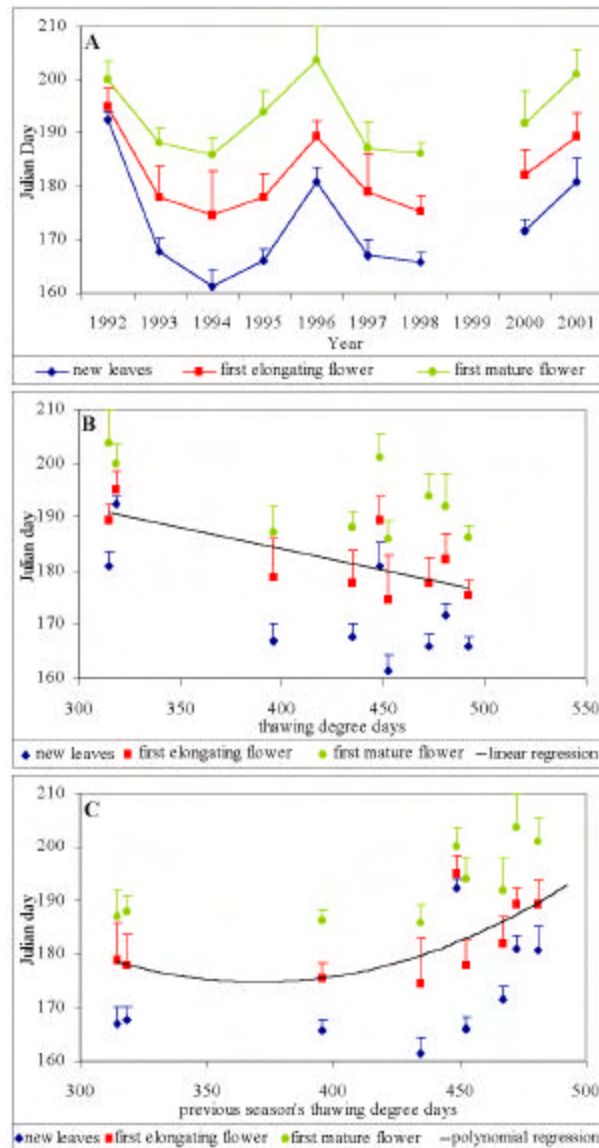 A
210
200
190
180
170
160
Julian Day
1992 1993 1994 1995 1996 1997 1998 1999 2000 2001
Year
new leaves first elongating flower first mature flower
B
210
200
190
180
170
160
Julian day
300 350 400 450 500 550
thawing degree days
new leaves first elongating flower first mature flower linear regression
C
210
200
190
180
170
160
Julian day
300 350 400 450 500
previous season's thawing degree days
new leaves first elongating flower first mature flower polynomial regression